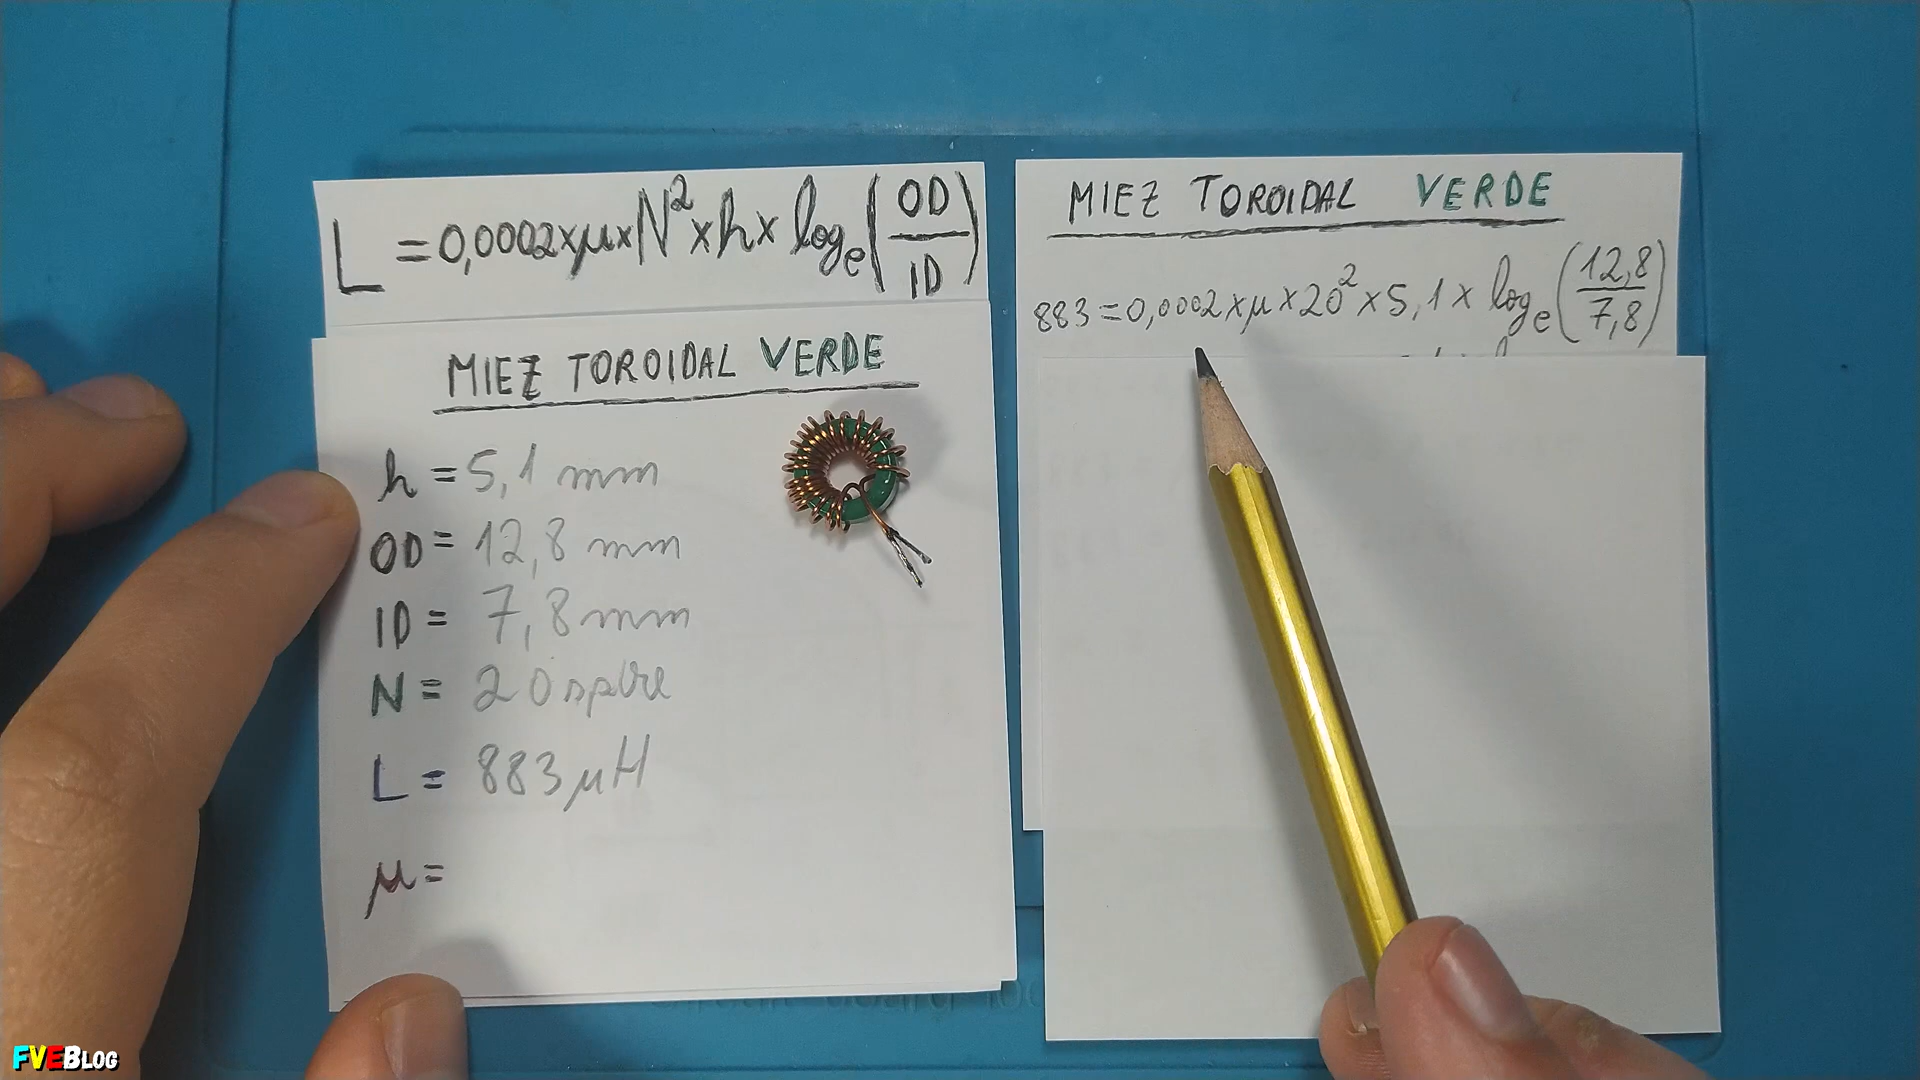 L = 0,0002 x μ x N² x h x logₑ(OD/ID)
MIEZ TOROIDAL VERDE
h = 5,1 mm
OD = 12,8 mm
ID = 7,8 mm
N = 20 spire
L = 883 μH
μ =
MIEZ TOROIDAL VERDE
883 = 0,0002 x μ x 20² x 5,1 x logₑ(12,8/7,8)
FVEBLOG